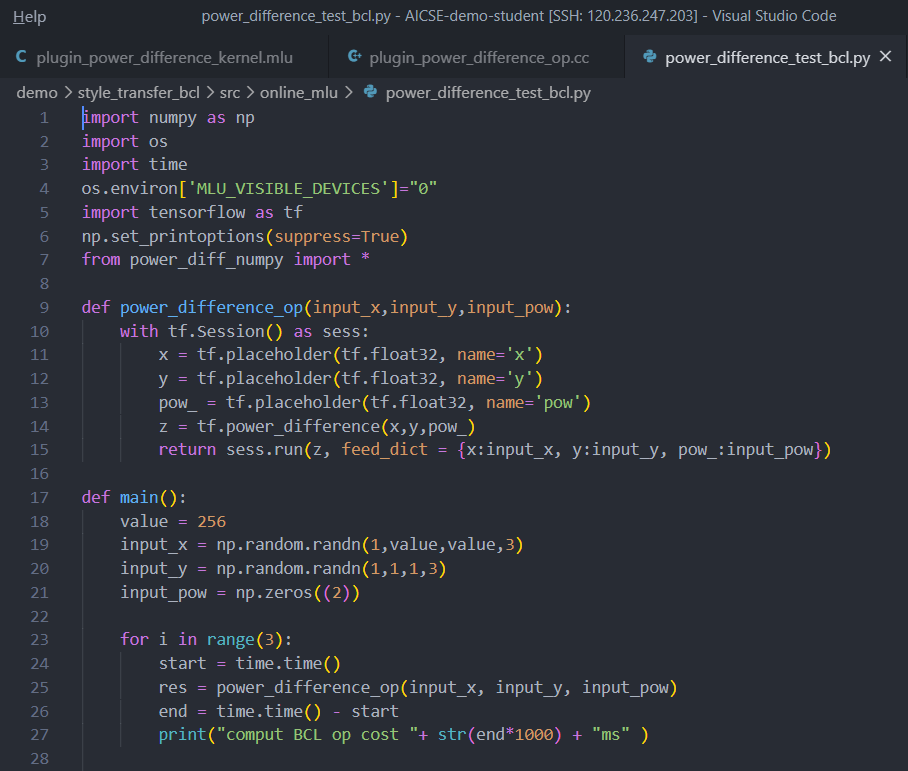 Help
power_difference_test_bcl.py - AICSE-demo-student [SSH: 120.236.247.203] - Visual Studio Code
plugin_power_difference_kernel.mlu
plugin_power_difference_op.cc
power_difference_test_bcl.py
demo > style_transfer_bcl > src > online_mlu > power_difference_test_bcl.py
1 import numpy as np
2 import os
3 import time
4 os.environ['MLU_VISIBLE_DEVICES']="0"
5 import tensorflow as tf
6 np.set_printoptions(suppress=True)
7 from power_diff_numpy import *
8
9 def power_difference_op(input_x,input_y,input_pow):
10     with tf.Session() as sess:
11         x = tf.placeholder(tf.float32, name='x')
12         y = tf.placeholder(tf.float32, name='y')
13         pow_ = tf.placeholder(tf.float32, name='pow')
14         z = tf.power_difference(x,y,pow_)
15         return sess.run(z, feed_dict = {x:input_x, y:input_y, pow_:input_pow})
16
17 def main():
18     value = 256
19     input_x = np.random.randn(1,value,value,3)
20     input_y = np.random.randn(1,1,1,3)
21     input_pow = np.zeros((2))
22
23     for i in range(3):
24         start = time.time()
25         res = power_difference_op(input_x, input_y, input_pow)
26         end = time.time() - start
27         print("comput BCL op cost "+ str(end*1000) + "ms" )
28